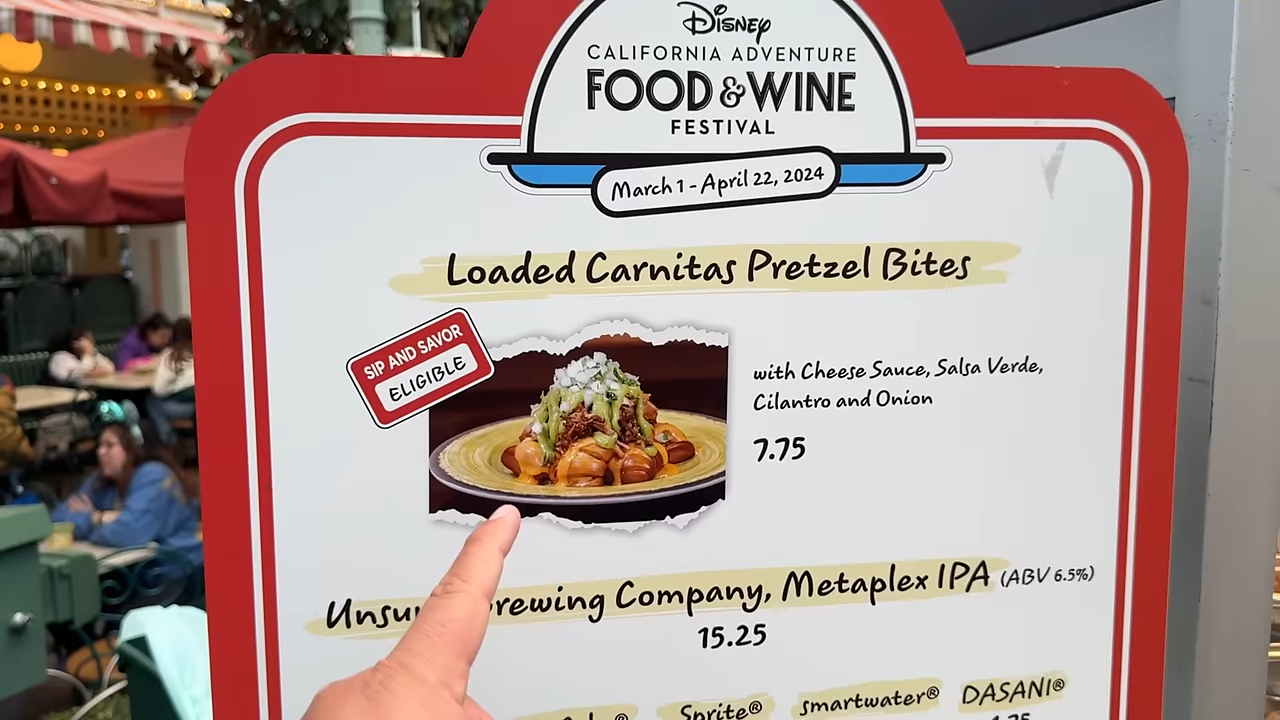 Disney
CALIFORNIA ADVENTURE
FOOD & WINE
FESTIVAL
March 1 - April 22, 2024
Loaded Carnitas Pretzel Bites
SIP AND SAVOR
ELIGIBLE
with Cheese Sauce, Salsa Verde,
Cilantro and Onion
7.75
Brewing Company, Metaplex IPA (ABV 6.5%)
15.25
Sprite® smartwater® DASANI®